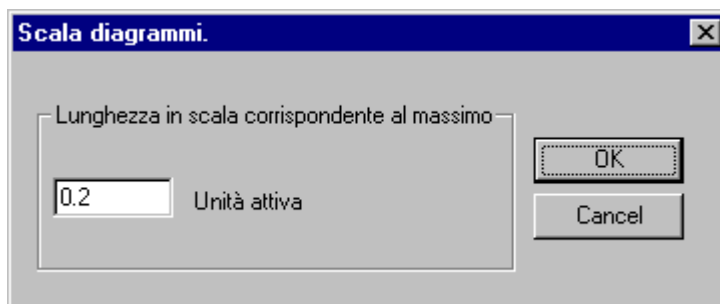 Scala diagrammi.
Lunghezza in scala corrispondente al massimo
0.2 Unità attiva
OK
Cancel